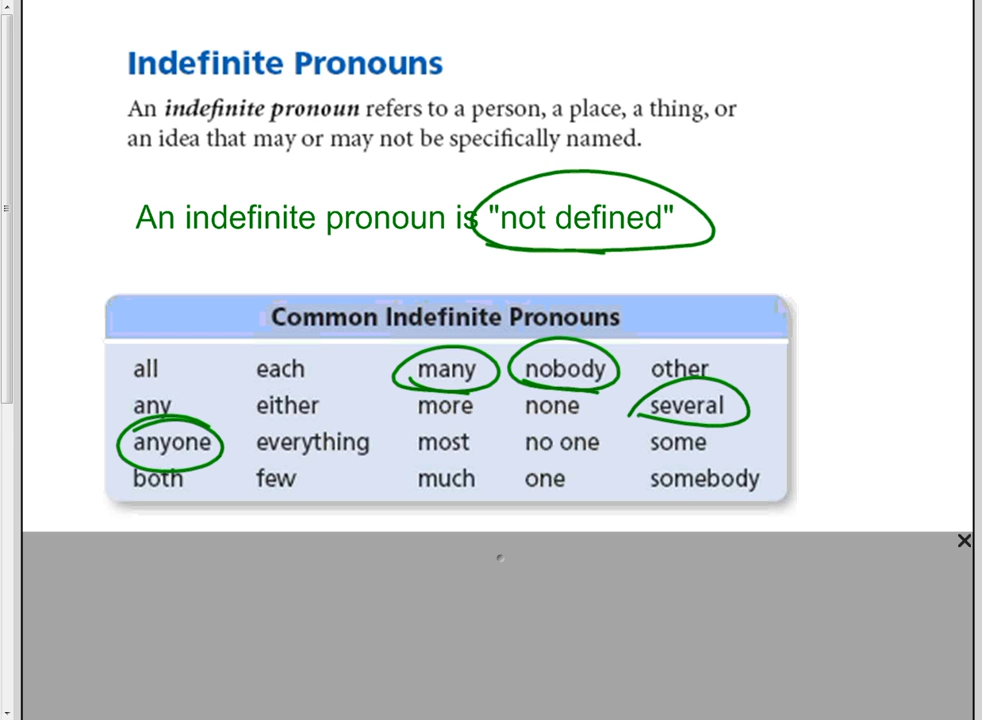 Indefinite Pronouns
An indefinite pronoun refers to a person, a place, a thing, or
an idea that may or may not be specifically named.
An indefinite pronoun is "not defined"
Common Indefinite Pronouns
all each many nobody other
any either more none several
anyone everything most no one some
both few much one somebody